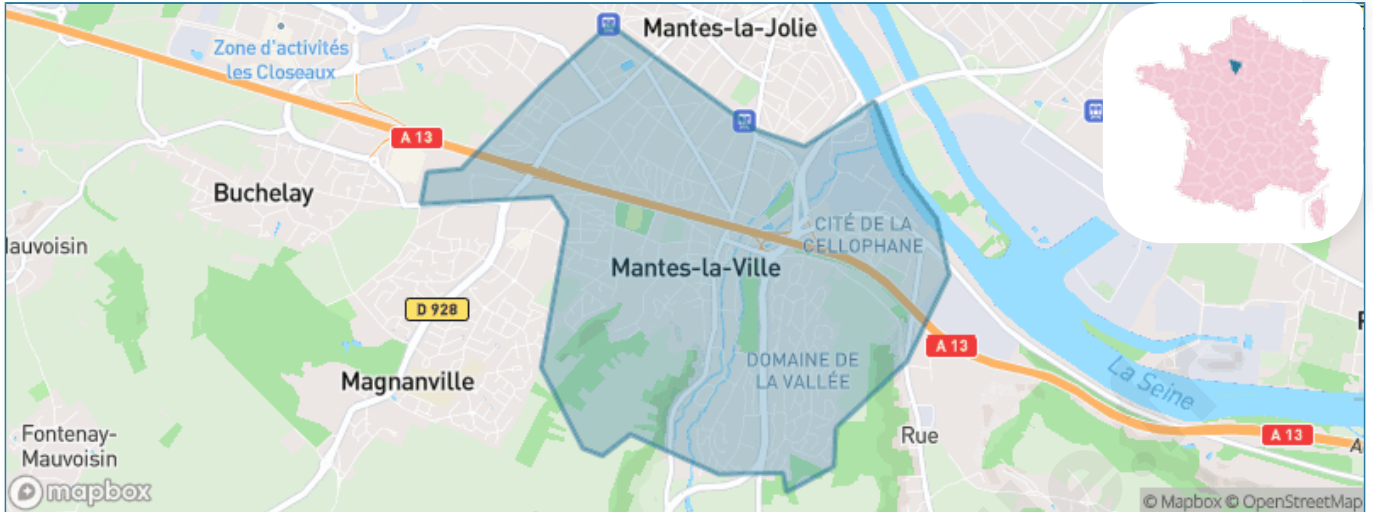 Mantes-la-Jolie
Zone d'activités
les Closeaux
A 13
Buchelay
CITÉ DE LA
CELLOPHANE
Mauvoisin
Mantes-la-Ville
D 928
A 13
DOMAINE DE
LA VALLÉE
La Seine
Magnanville
Fontenay-
Mauvoisin
Rue
A 13
mapbox
© Mapbox © OpenStreetMap